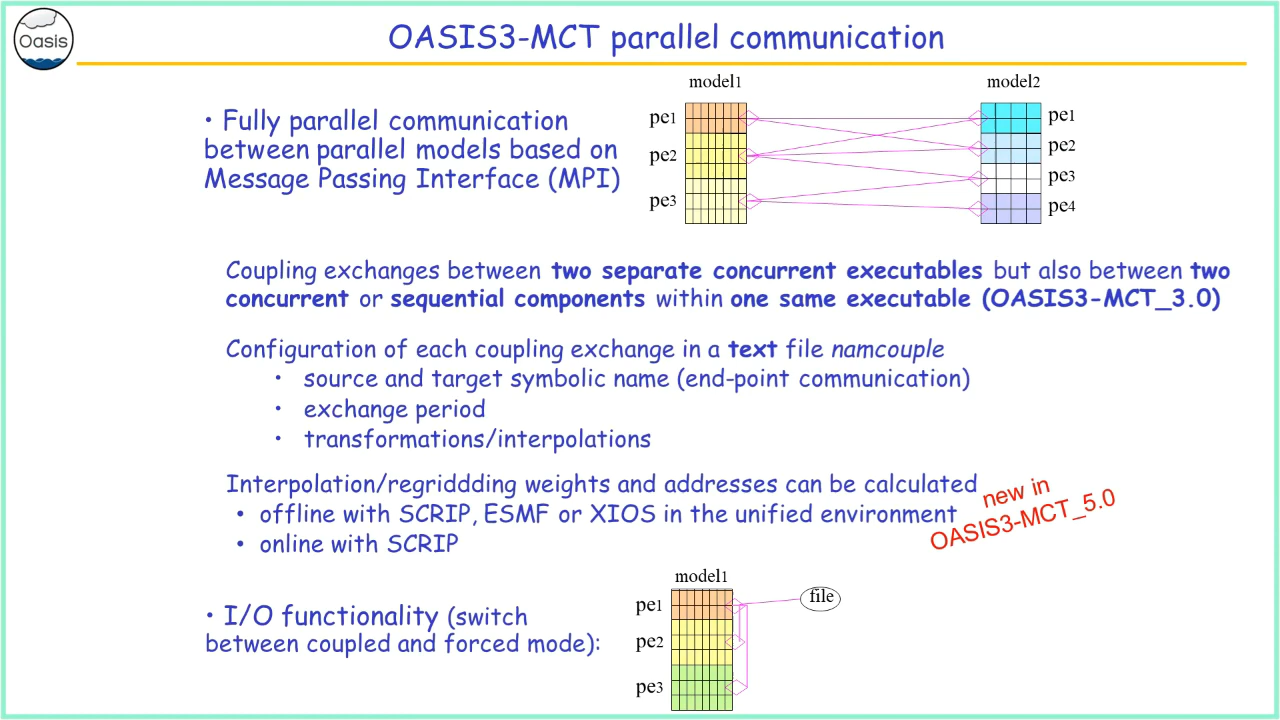 Oasis
OASIS3-MCT parallel communication
• Fully parallel communication
between parallel models based on
Message Passing Interface (MPI)
model1
model2
pe1
pe2
pe3
pe1
pe2
pe3
pe4
Coupling exchanges between two separate concurrent executables but also between two
concurrent or sequential components within one same executable (OASIS3-MCT_3.0)
Configuration of each coupling exchange in a text file namcouple
• source and target symbolic name (end-point communication)
• exchange period
• transformations/interpolations
Interpolation/regriddding weights and addresses can be calculated
• offline with SCRIP, ESMF or XIOS in the unified environment
• online with SCRIP
new in
OASIS3-MCT_5.0
• I/O functionality (switch
between coupled and forced mode):
model1
pe1
pe2
pe3
file